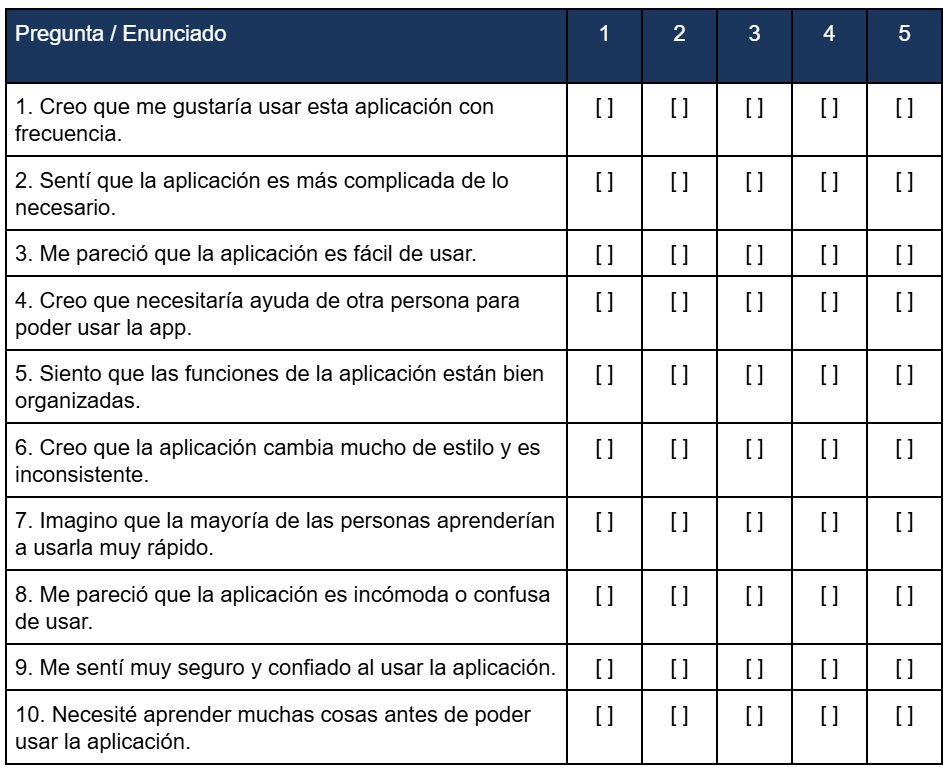 Pregunta / Enunciado 1 2 3 4 5
1. Creo que me gustaría usar esta aplicación con [ ] [ ] [ ] [ ] [ ]
frecuencia.
2. Sentí que la aplicación es más complicada de lo [ ] [ ] [ ] [ ] [ ]
necesario.
3. Me pareció que la aplicación es fácil de usar. [ ] [ ] [ ] [ ] [ ]
4. Creo que necesitaría ayuda de otra persona para [ ] [ ] [ ] [ ] [ ]
poder usar la app.
5. Siento que las funciones de la aplicación están bien [ ] [ ] [ ] [ ] [ ]
organizadas.
6. Creo que la aplicación cambia mucho de estilo y es [ ] [ ] [ ] [ ] [ ]
inconsistente.
7. Imagino que la mayoría de las personas aprenderían [ ] [ ] [ ] [ ] [ ]
a usarla muy rápido.
8. Me pareció que la aplicación es incómoda o confusa [ ] [ ] [ ] [ ] [ ]
de usar.
9. Me sentí muy seguro y confiado al usar la aplicación. [ ] [ ] [ ] [ ] [ ]
10. Necesité aprender muchas cosas antes de poder [ ] [ ] [ ] [ ] [ ]
usar la aplicación.